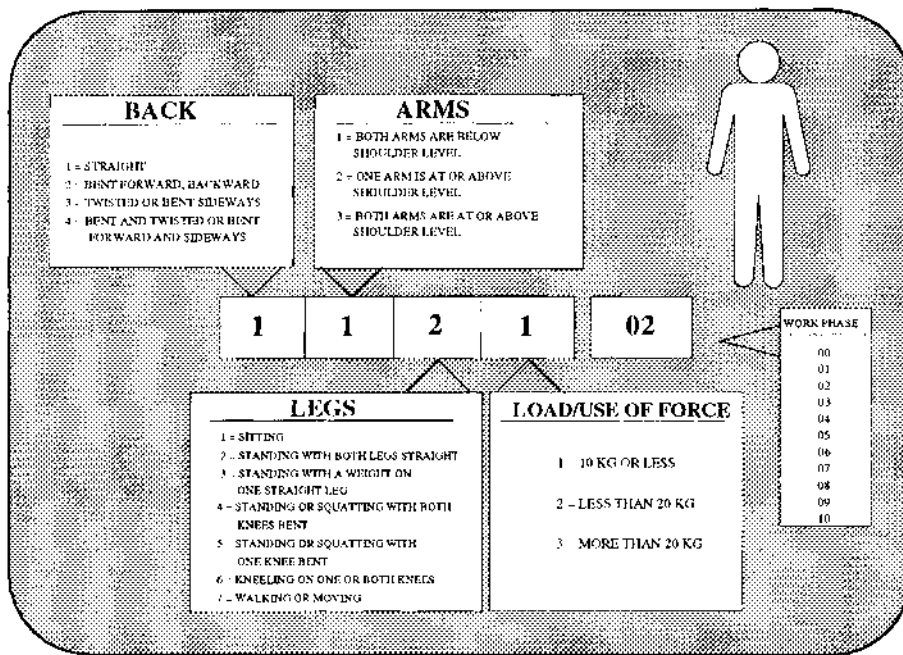 BACK
1 = STRAIGHT
2 = BENT FORWARD, BACKWARD
3 - TWISTED OR BENT SIDEWAYS
4 = BENT AND TWISTED OR BENT
FORWARD AND SIDEWAYS
ARMS
1 = BOTH ARMS ARE BELOW
SHOULDER LEVEL
2 = ONE ARM IS AT OR ABOVE
SHOULDER LEVEL
3 = BOTH ARMS ARE AT OR ABOVE
SHOULDER LEVEL
1 1 2 1 02
WORK PHASE
00
01
02
03
04
05
06
07
08
09
10
LEGS
1 = SITTING
2 - STANDING WITH BOTH LEGS STRAIGHT
3 - STANDING WITH A WEIGHT ON
ONE STRAIGHT LEG
4 - STANDING OR SQUATTING WITH BOTH
KNEES BENT
5 STANDING OR SQUATTING WITH
ONE KNEE BENT
6 - KNEELING ON ONE OR BOTH KNEES
7 - WALKING OR MOVING
LOAD/USE OF FORCE
1 10 KG OR LESS
2 - LESS THAN 20 KG
3 MORE THAN 20 KG